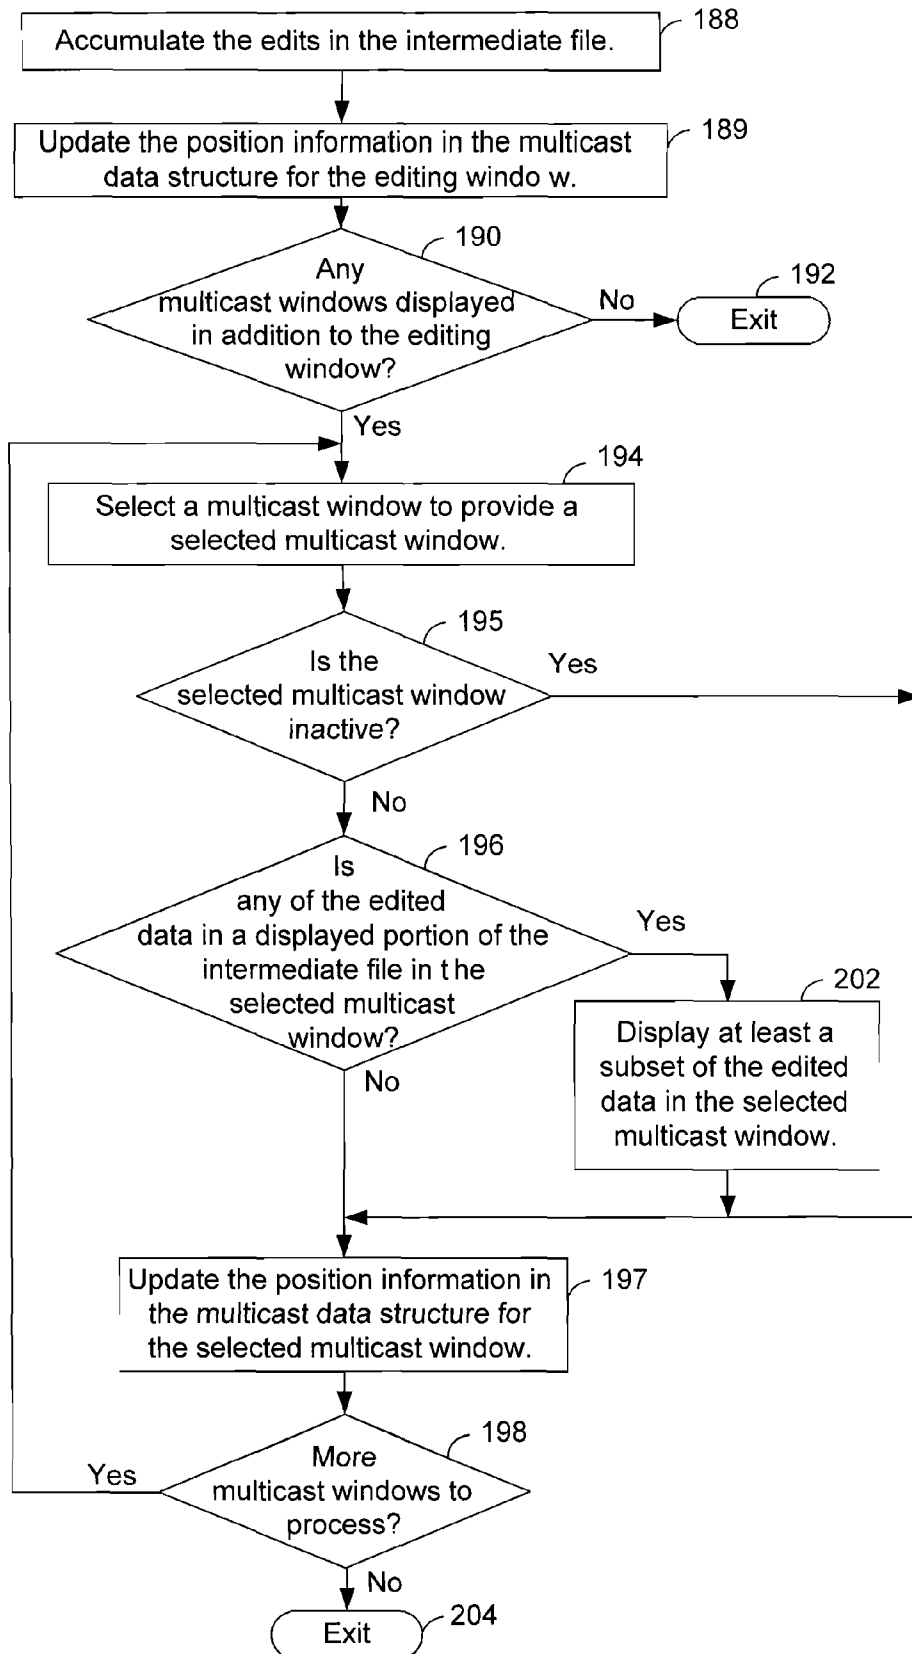 188
Accumulate the edits in the intermediate file.
189
Update the position information in the multicast
data structure for the editing windo w.
190
Any
multicast windows displayed
in addition to the editing
window?
No
192
Exit
Yes
194
Select a multicast window to provide a
selected multicast window.
195
Is the
selected multicast window
inactive?
Yes
No
196
Is
any of the edited
data in a displayed portion of the
intermediate file in t he
selected multicast
window?
Yes
202
Display at least a
subset of the edited
data in the selected
multicast window.
No
197
Update the position information in
the multicast data structure for
the selected multicast window.
198
More
multicast windows to
process?
Yes
No
204
Exit